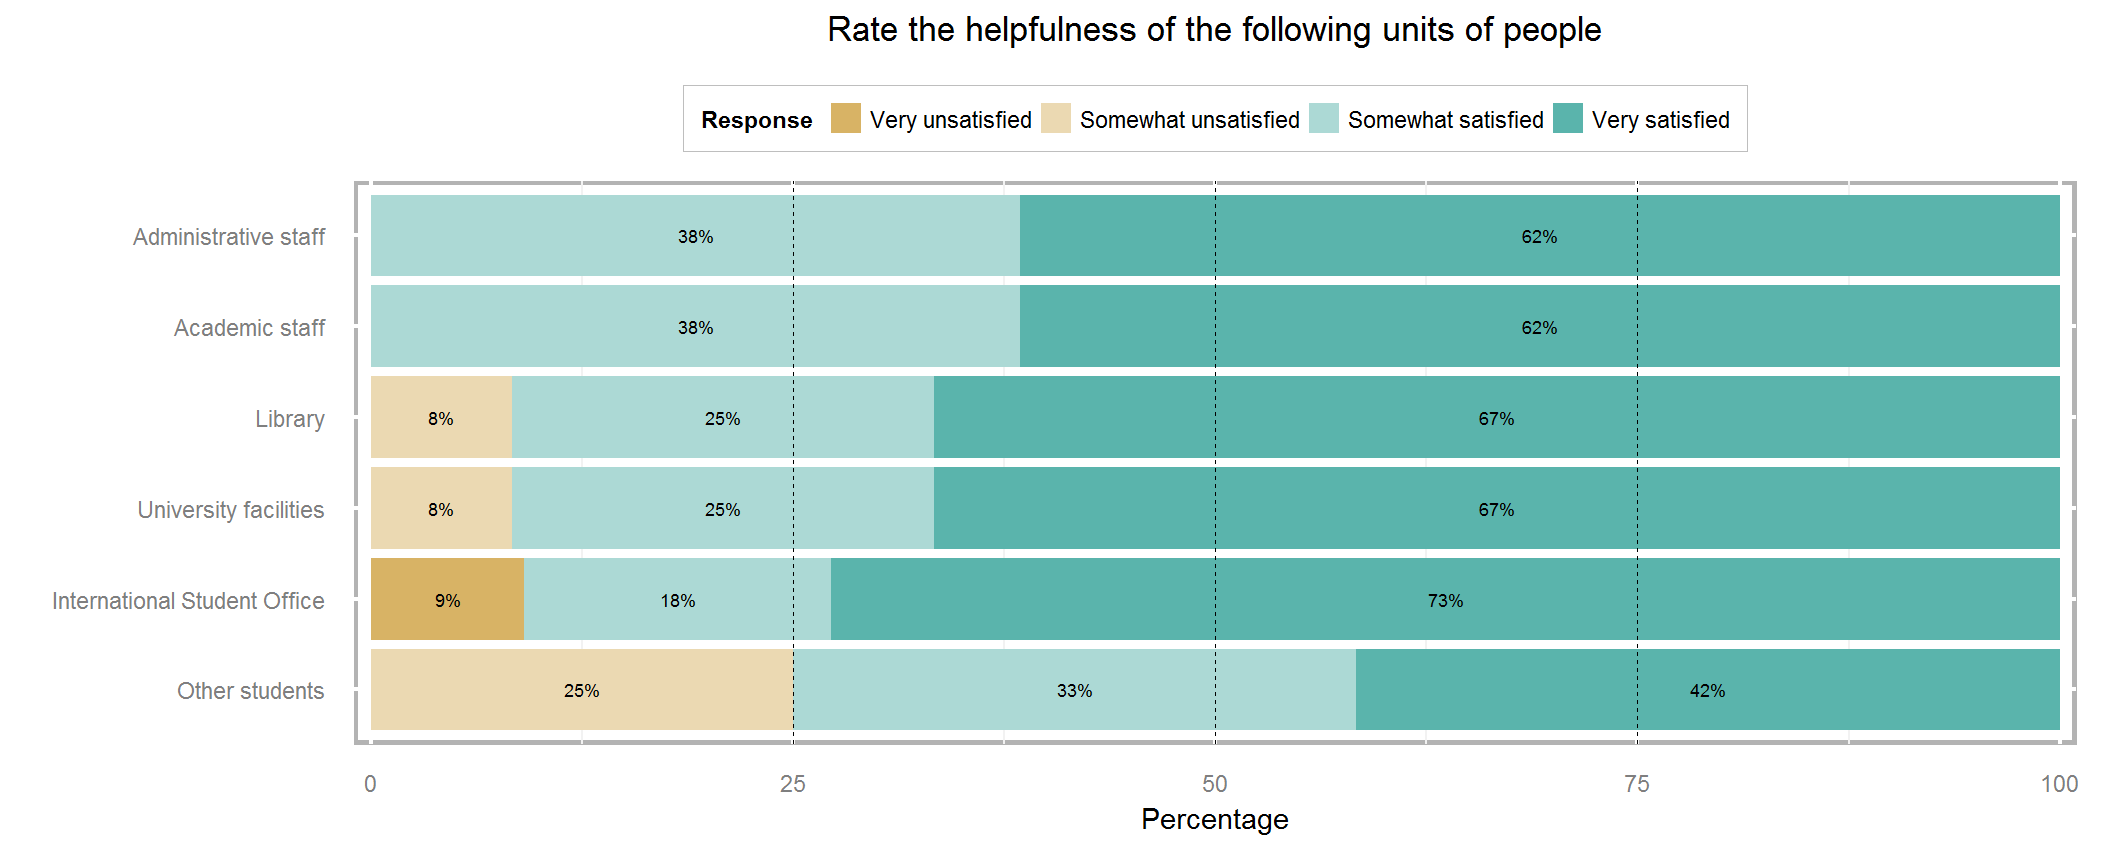 Rate the helpfulness of the following units of people
Response Very unsatisfied Somewhat unsatisfied Somewhat satisfied Very satisfied
Administrative staff 38% 62%
Academic staff 38% 62%
Library 8% 25% 67%
University facilities 8% 25% 67%
International Student Office 9% 18% 73%
Other students 25% 33% 42%
0 25 50 75 100
Percentage